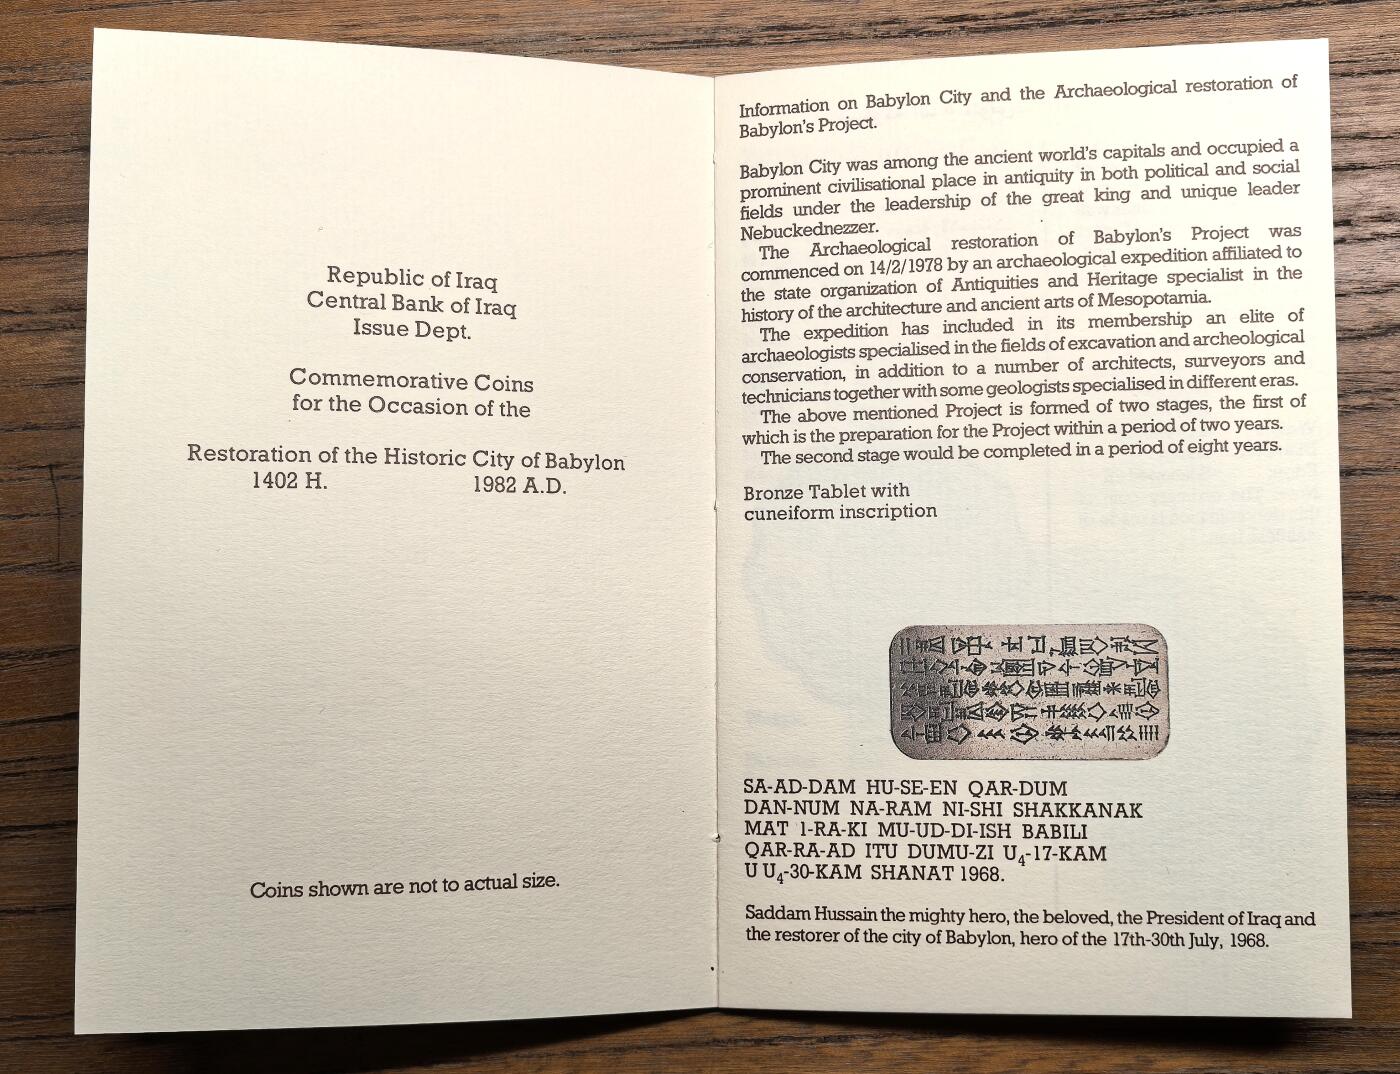 Republic of Iraq
Central Bank of Iraq
Issue Dept.
Commemorative Coins
for the Occasion of the
Restoration of the Historic City of Babylon
1402 H. 1982 A.D.
Coins shown are not to actual size.
Information on Babylon City and the Archaeological restoration of
Babylon's Project.
Babylon City was among the ancient world's capitals and occupied a
prominent civilisational place in antiquity in both political and social
fields under the leadership of the great king and unique leader
Nebuckednezzer.
The Archaeological restoration of Babylon's Project was
commenced on 14/2/1978 by an archaeological expedition affiliated to
the state organization of Antiquities and Heritage specialist in the
history of the architecture and ancient arts of Mesopotamia.
The expedition has included in its membership an elite of
archaeologists specialised in the fields of excavation and archeological
conservation, in addition to a number of architects, surveyors and
technicians together with some geologists specialised in different eras.
The above mentioned Project is formed of two stages, the first of
which is the preparation for the Project within a period of two years.
The second stage would be completed in a period of eight years.
Bronze Tablet with
cuneiform inscription
SA-AD-DAM HU-SE-EN QAR-DUM
DAN-NUM NA-RAM NI-SHI SHAKKANAK
MAT 1-RA-KI MU-UD-DI-ISH BABILI
QAR-RA-AD ITU DUMU-ZI U₄-17-KAM
U U₄-30-KAM SHANAT 1968.
Saddam Hussain the mighty hero, the beloved, the President of Iraq and
the restorer of the city of Babylon, hero of the 17th-30th July, 1968.